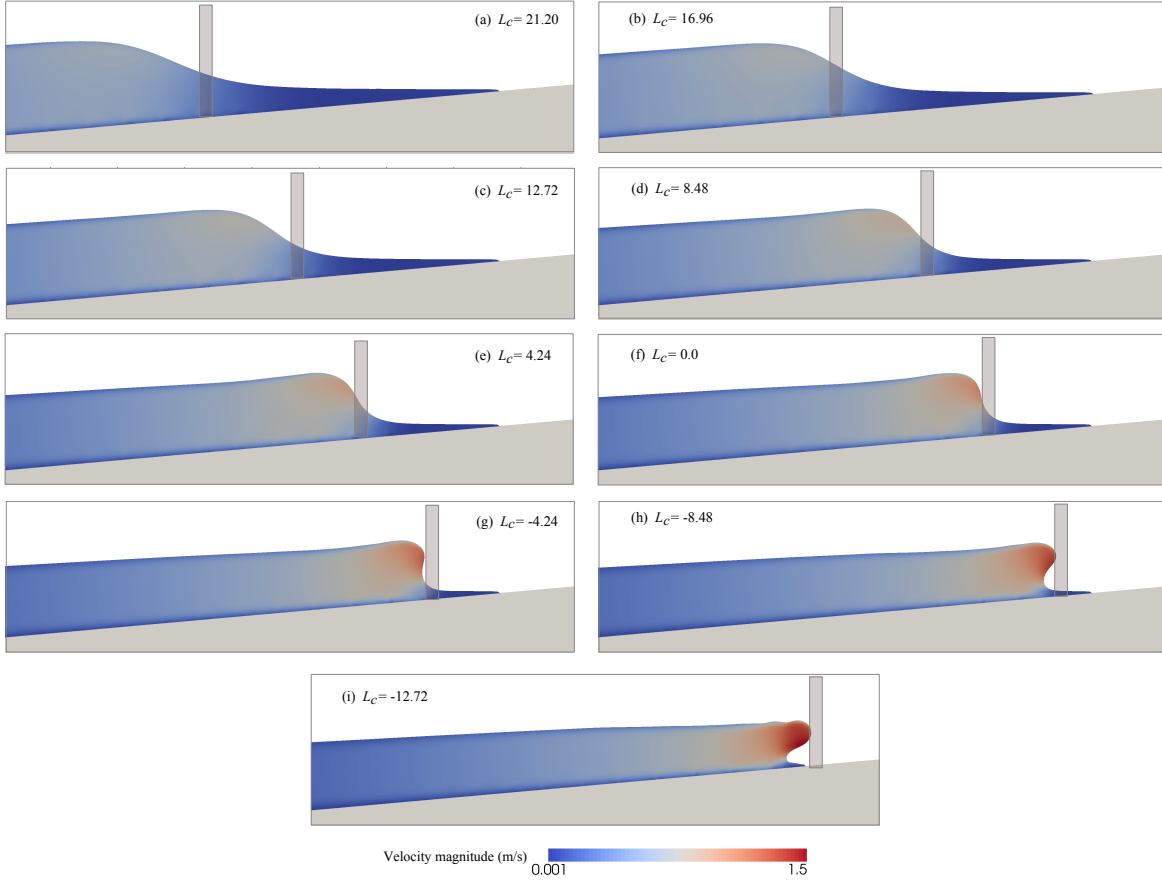 (a) Lc= 21.20
(b) Lc= 16.96
(c) Lc= 12.72
(d) Lc= 8.48
(e) Lc= 4.24
(f) Lc= 0.0
(g) Lc= -4.24
(h) Lc= -8.48
(i) Lc= -12.72
Velocity magnitude (m/s)
0.001 1.5